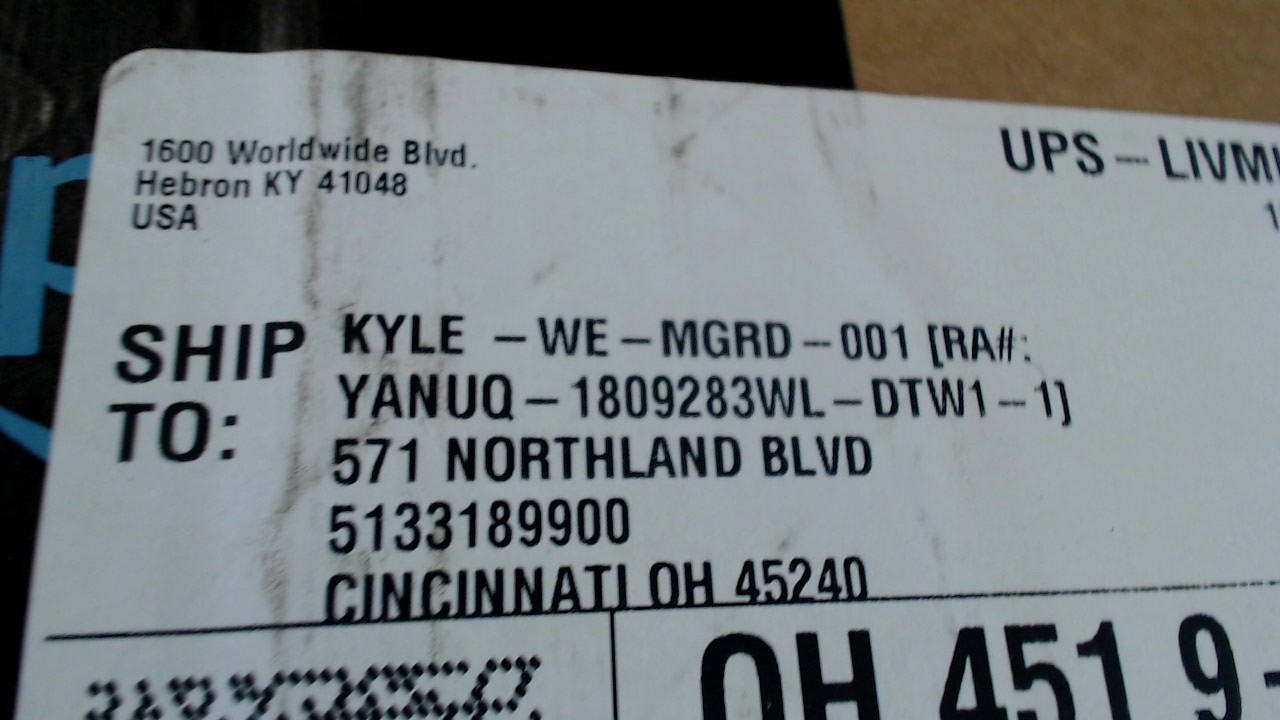 1600 Worldwide Blvd.
Hebron KY 41048
USA
UPS - LIVM
SHIP TO:
KYLE -WE-MGRD-001 [RA#:
YANUQ-1809283WL-DTW1-1]
571 NORTHLAND BLVD
5133189900
CINCINNATI OH 45240
OH 451 9-